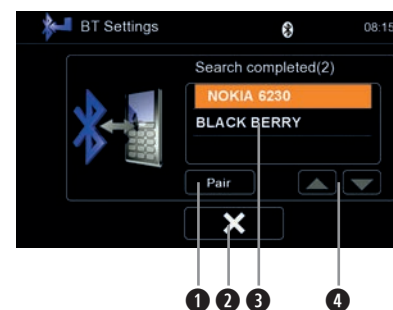 BT Settings
08:15
Search completed(2)
NOKIA 6230
BLACK BERRY
Pair
1 2 3 4